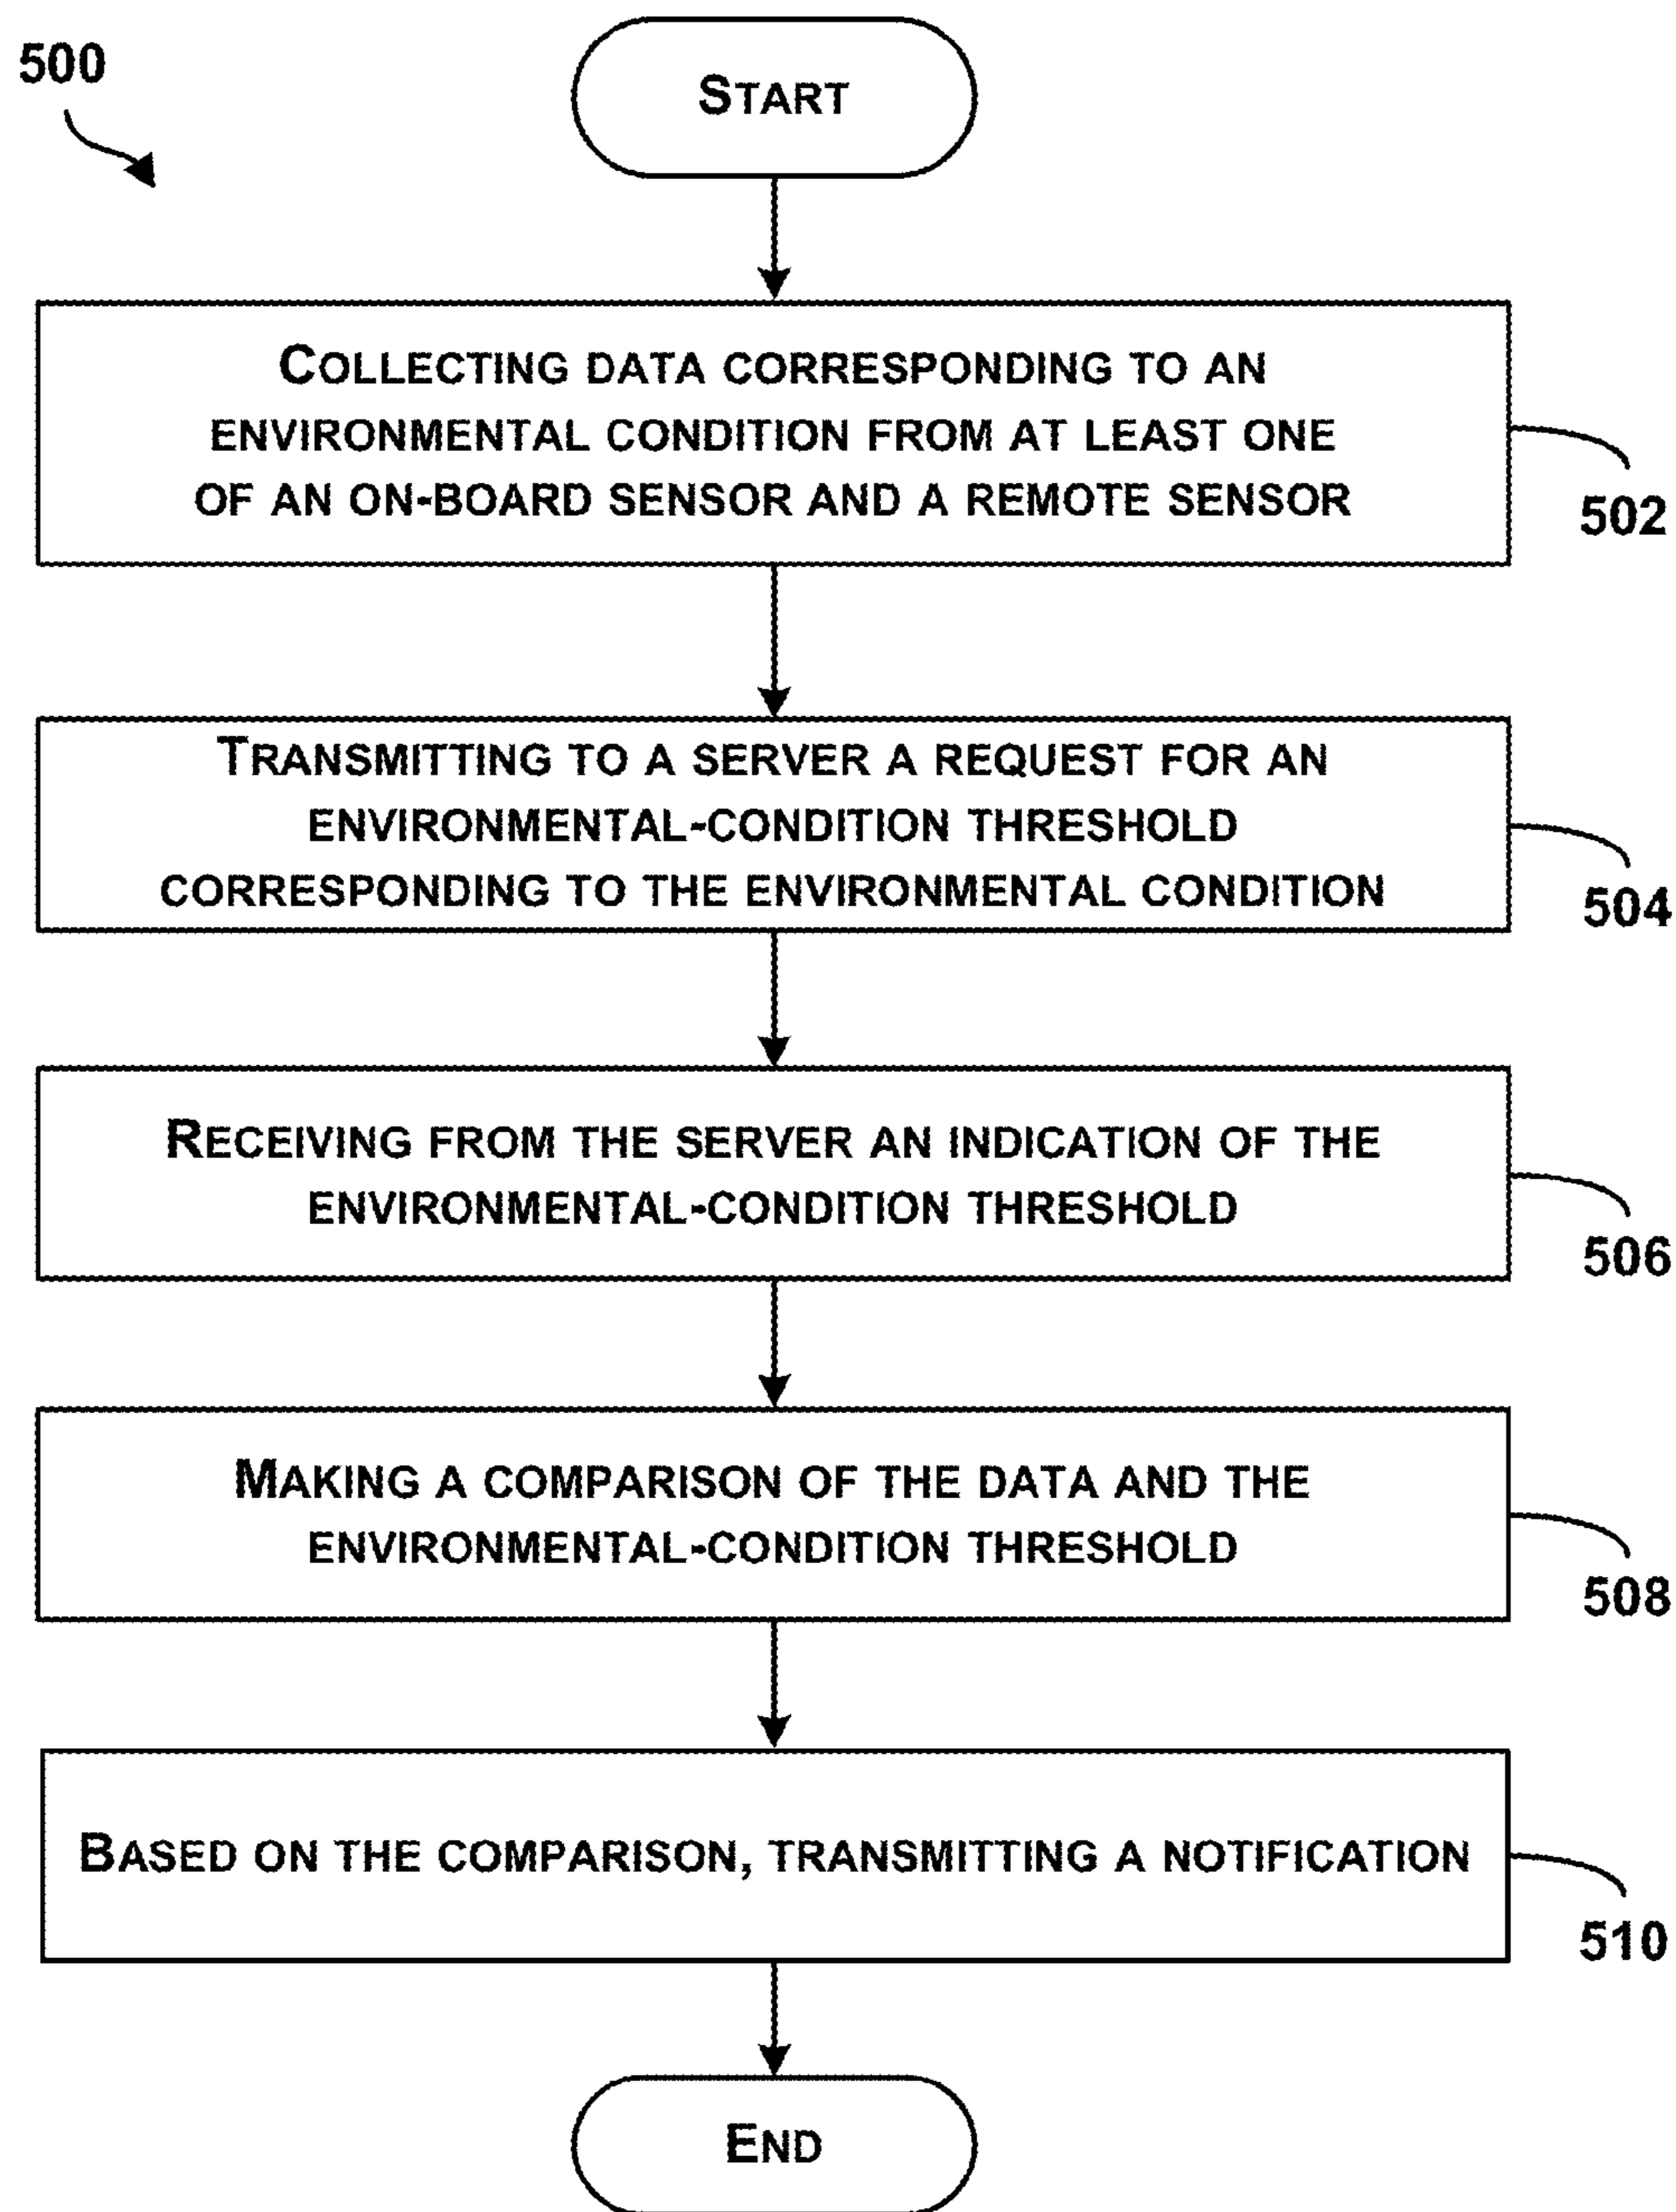 500
START
COLLECTING DATA CORRESPONDING TO AN
ENVIRONMENTAL CONDITION FROM AT LEAST ONE
OF AN ON-BOARD SENSOR AND A REMOTE SENSOR
502
TRANSMITTING TO A SERVER A REQUEST FOR AN
ENVIRONMENTAL-CONDITION THRESHOLD
CORRESPONDING TO THE ENVIRONMENTAL CONDITION
504
RECEIVING FROM THE SERVER AN INDICATION OF THE
ENVIRONMENTAL-CONDITION THRESHOLD
506
MAKING A COMPARISON OF THE DATA AND THE
ENVIRONMENTAL-CONDITION THRESHOLD
508
BASED ON THE COMPARISON, TRANSMITTING A NOTIFICATION
510
END